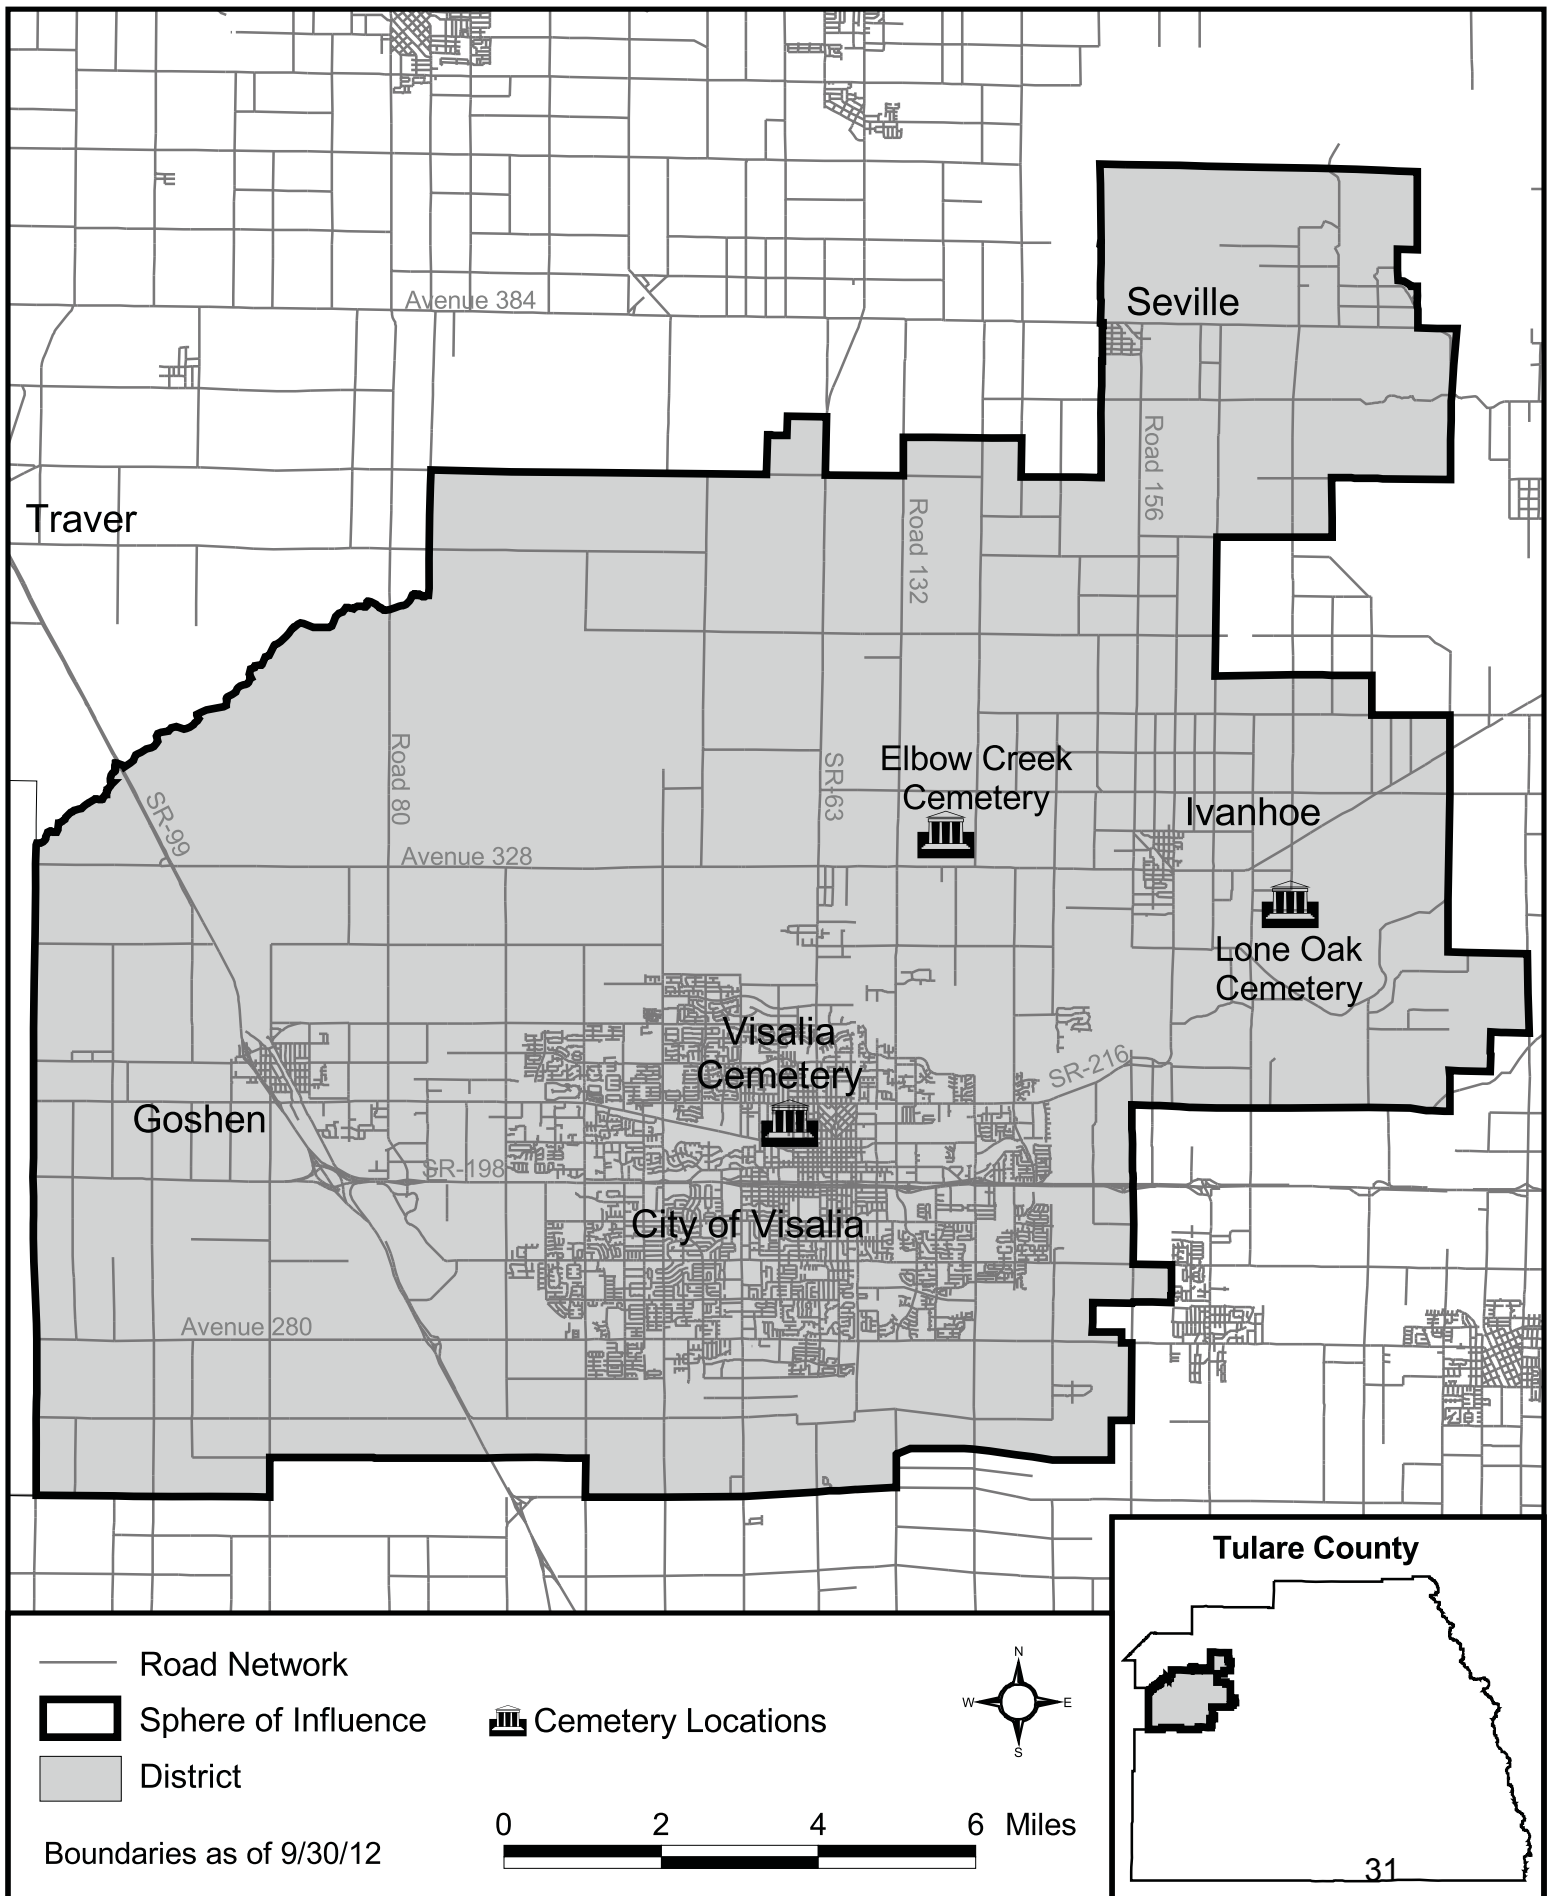 Avenue 384
Seville
Road 156
Traver
Road 132
Road 80
SR-63
Elbow Creek
Cemetery
SR-99
Ivanhoe
Avenue 328
Lone Oak
Cemetery
Visalia
Cemetery
SR-216
Goshen
SR-198
City of Visalia
Avenue 280
Tulare County
Road Network
Sphere of Influence
District
Boundaries as of 9/30/12
Cemetery Locations
N
W E
S
0 2 4 6 Miles
31